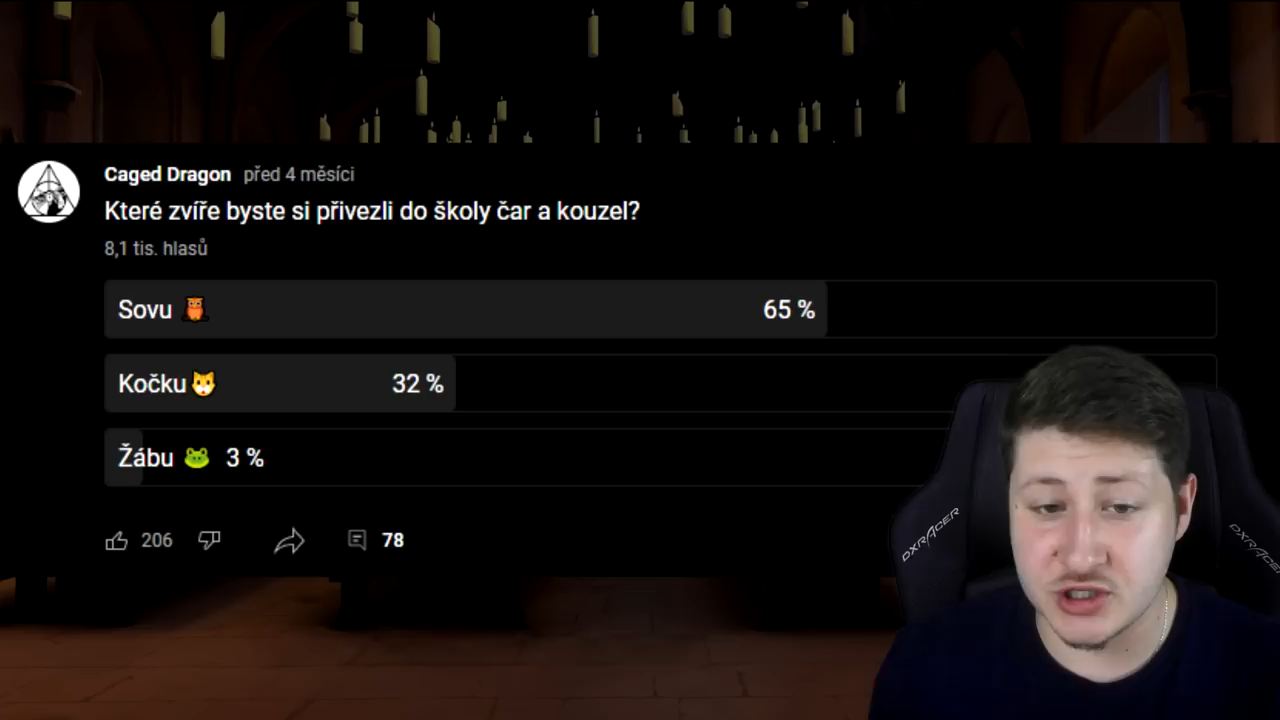 Caged Dragon před 4 měsíci
Které zvíře byste si přivezli do školy čar a kouzel?
8,1 tis. hlasů
Sovu 🦉 65 %
Kočku 🐱 32 %
Žábu 🐸 3 %
206 78
DXRACER
DXRACER